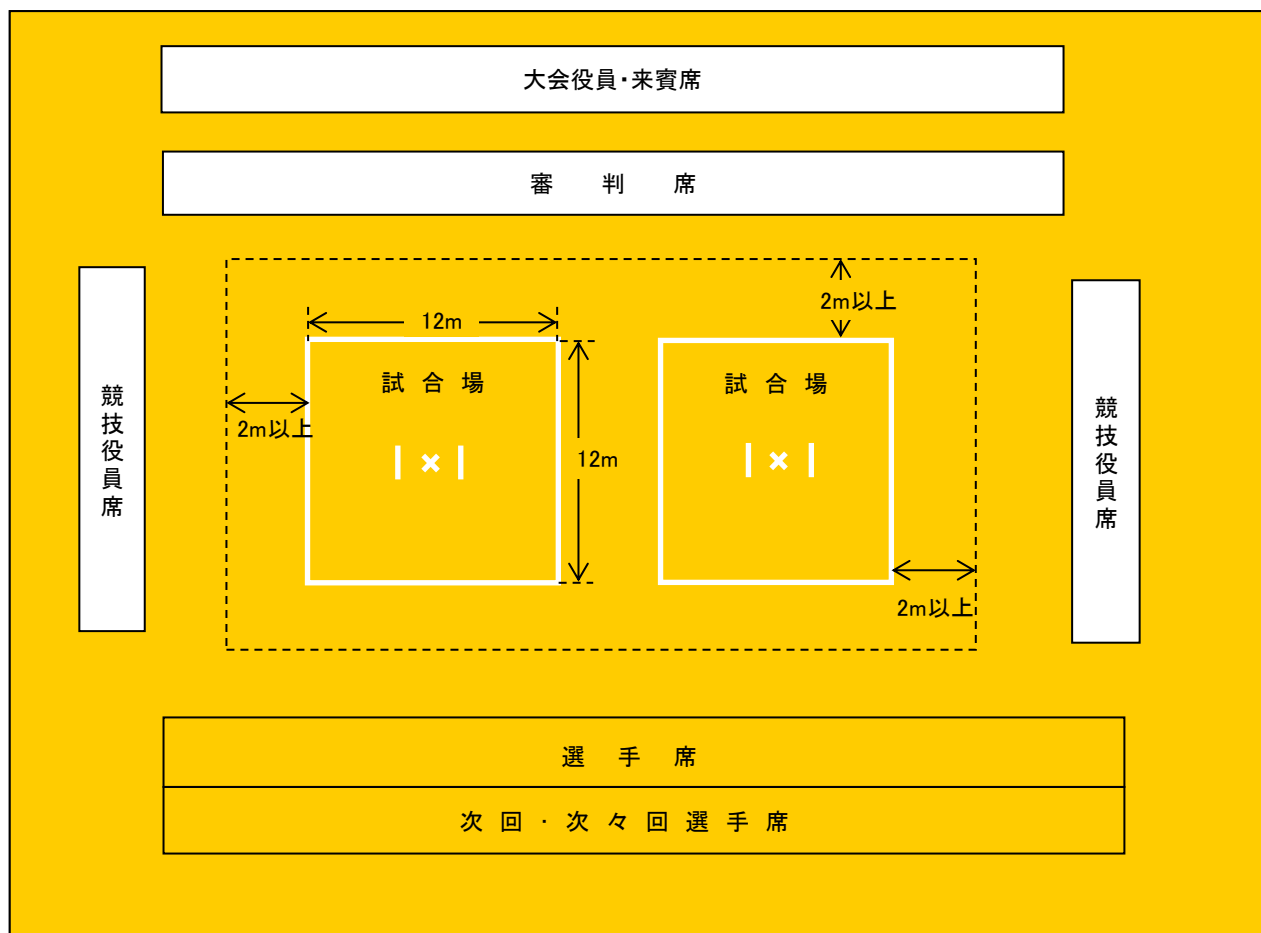 大会役員・来賓席
審判席
2m以上
12m
試合場
試合場
競技役員席
2m以上
12m
競技役員席
2m以上
選手席
次回・次々回選手席